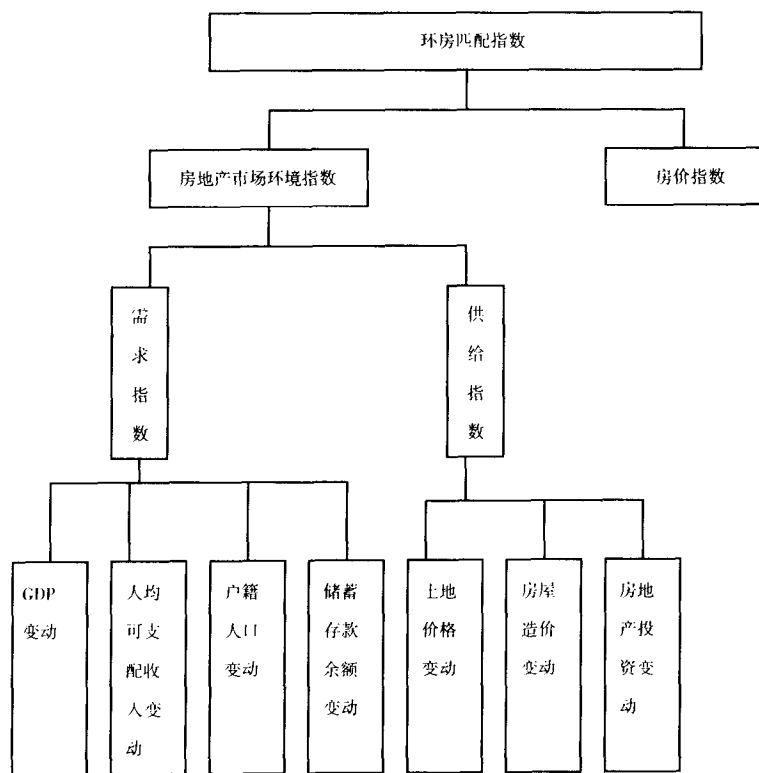 环房匹配指数
房地产市场环境指数
房价指数
需
求
指
数
供
给
指
数
GDP
变动
人均
可支
配收
入变
动
户籍
人口
变动
储蓄
存款
余额
变动
土地
价格
变动
房屋
造价
变动
房地
产投
资变
动